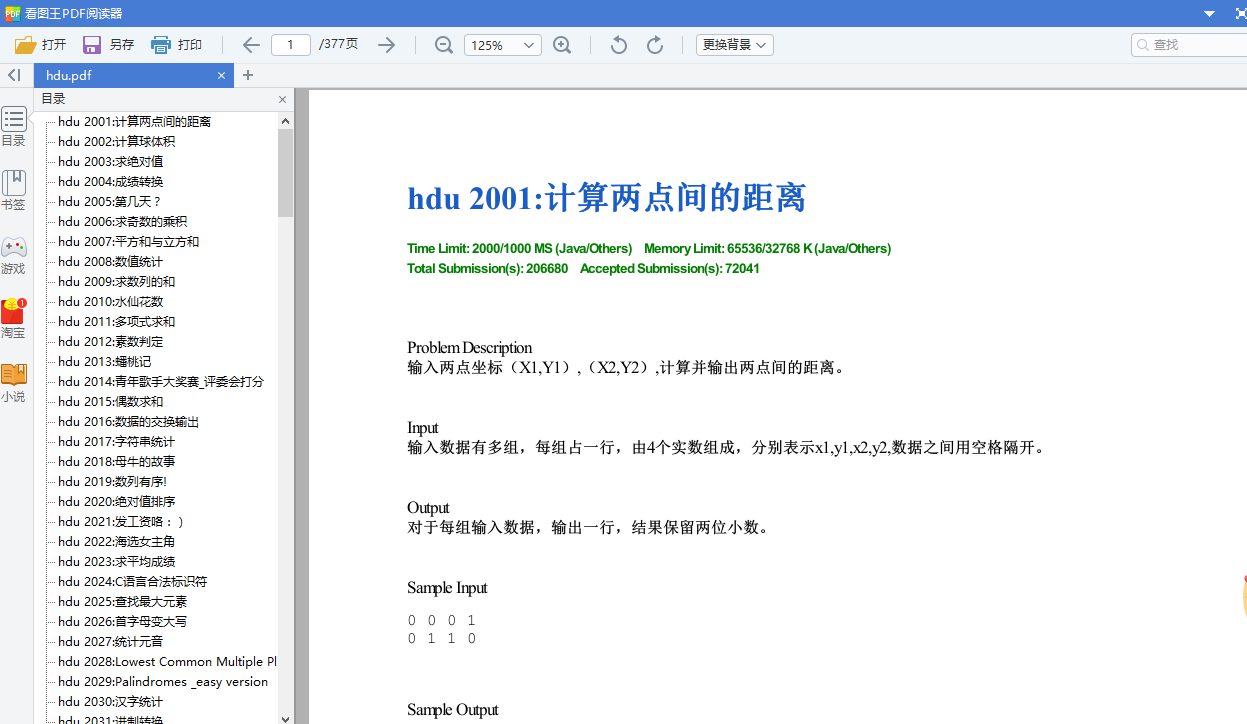 看图王PDF阅读器
打开 另存 打印 1 /377页 125% 更换背景 查找
hdu.pdf
目录
目录
书签
游戏
1
淘宝
小说
hdu 2001:计算两点间的距离
hdu 2002:计算球体积
hdu 2003:求绝对值
hdu 2004:成绩转换
hdu 2005:第几天？
hdu 2006:求奇数的乘积
hdu 2007:平方和与立方和
hdu 2008:数值统计
hdu 2009:求数列的和
hdu 2010:水仙花数
hdu 2011:多项式求和
hdu 2012:素数判定
hdu 2013:蟠桃记
hdu 2014:青年歌手大奖赛_评委会打分
hdu 2015:偶数求和
hdu 2016:数据的交换输出
hdu 2017:字符串统计
hdu 2018:母牛的故事
hdu 2019:数列有序!
hdu 2020:绝对值排序
hdu 2021:发工资咯：）
hdu 2022:海选女主角
hdu 2023:求平均成绩
hdu 2024:C语言合法标识符
hdu 2025:查找最大元素
hdu 2026:首字母变大写
hdu 2027:统计元音
hdu 2028:Lowest Common Multiple Pl
hdu 2029:Palindromes _easy version
hdu 2030:汉字统计
hdu 2031:进制转换
hdu 2001:计算两点间的距离
Time Limit: 2000/1000 MS (Java/Others) Memory Limit: 65536/32768 K (Java/Others)
Total Submission(s): 206680 Accepted Submission(s): 72041
Problem Description
输入两点坐标（X1,Y1）,（X2,Y2）,计算并输出两点间的距离。
Input
输入数据有多组，每组占一行，由4个实数组成，分别表示x1,y1,x2,y2,数据之间用空格隔开。
Output
对于每组输入数据，输出一行，结果保留两位小数。
Sample Input
0 0 0 1
0 1 1 0
Sample Output